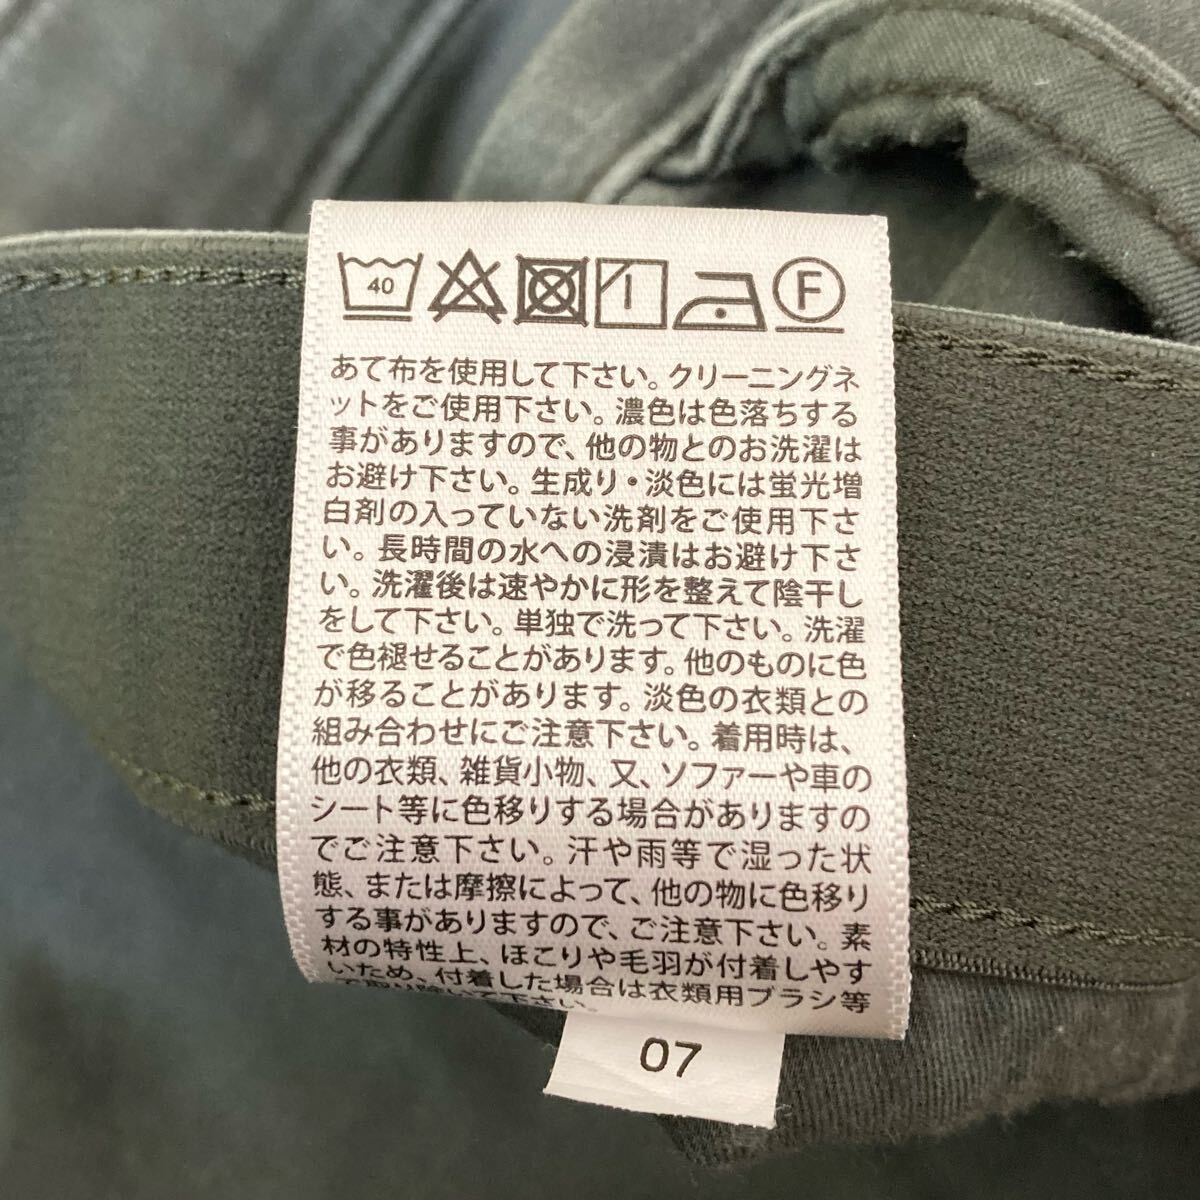 40 F
あて布を使用して下さい。クリーニングネ
ットをご使用下さい。濃色は色落ちする
事がありますので、他の物とのお洗濯は
お避け下さい。生成り・淡色には蛍光増
白剤の入っていない洗剤をご使用下さ
い。長時間の水への浸漬はお避け下さ
い。洗濯後は速やかに形を整えて陰干し
をして下さい。単独で洗って下さい。洗濯
で色褪せることがあります。他のものに色
が移ることがあります。淡色の衣類との
組み合わせにご注意下さい。着用時は、
他の衣類、雑貨小物、又、ソファーや車の
シート等に色移りする場合がありますの
でご注意下さい。汗や雨等で湿った状
態、または摩擦によって、他の物に色移り
する事がありますので、ご注意下さい。素
材の特性上、ほこりや毛羽が付着しやす
いため、付着した場合は衣類用ブラシ等
で取り除いて下さい。
07